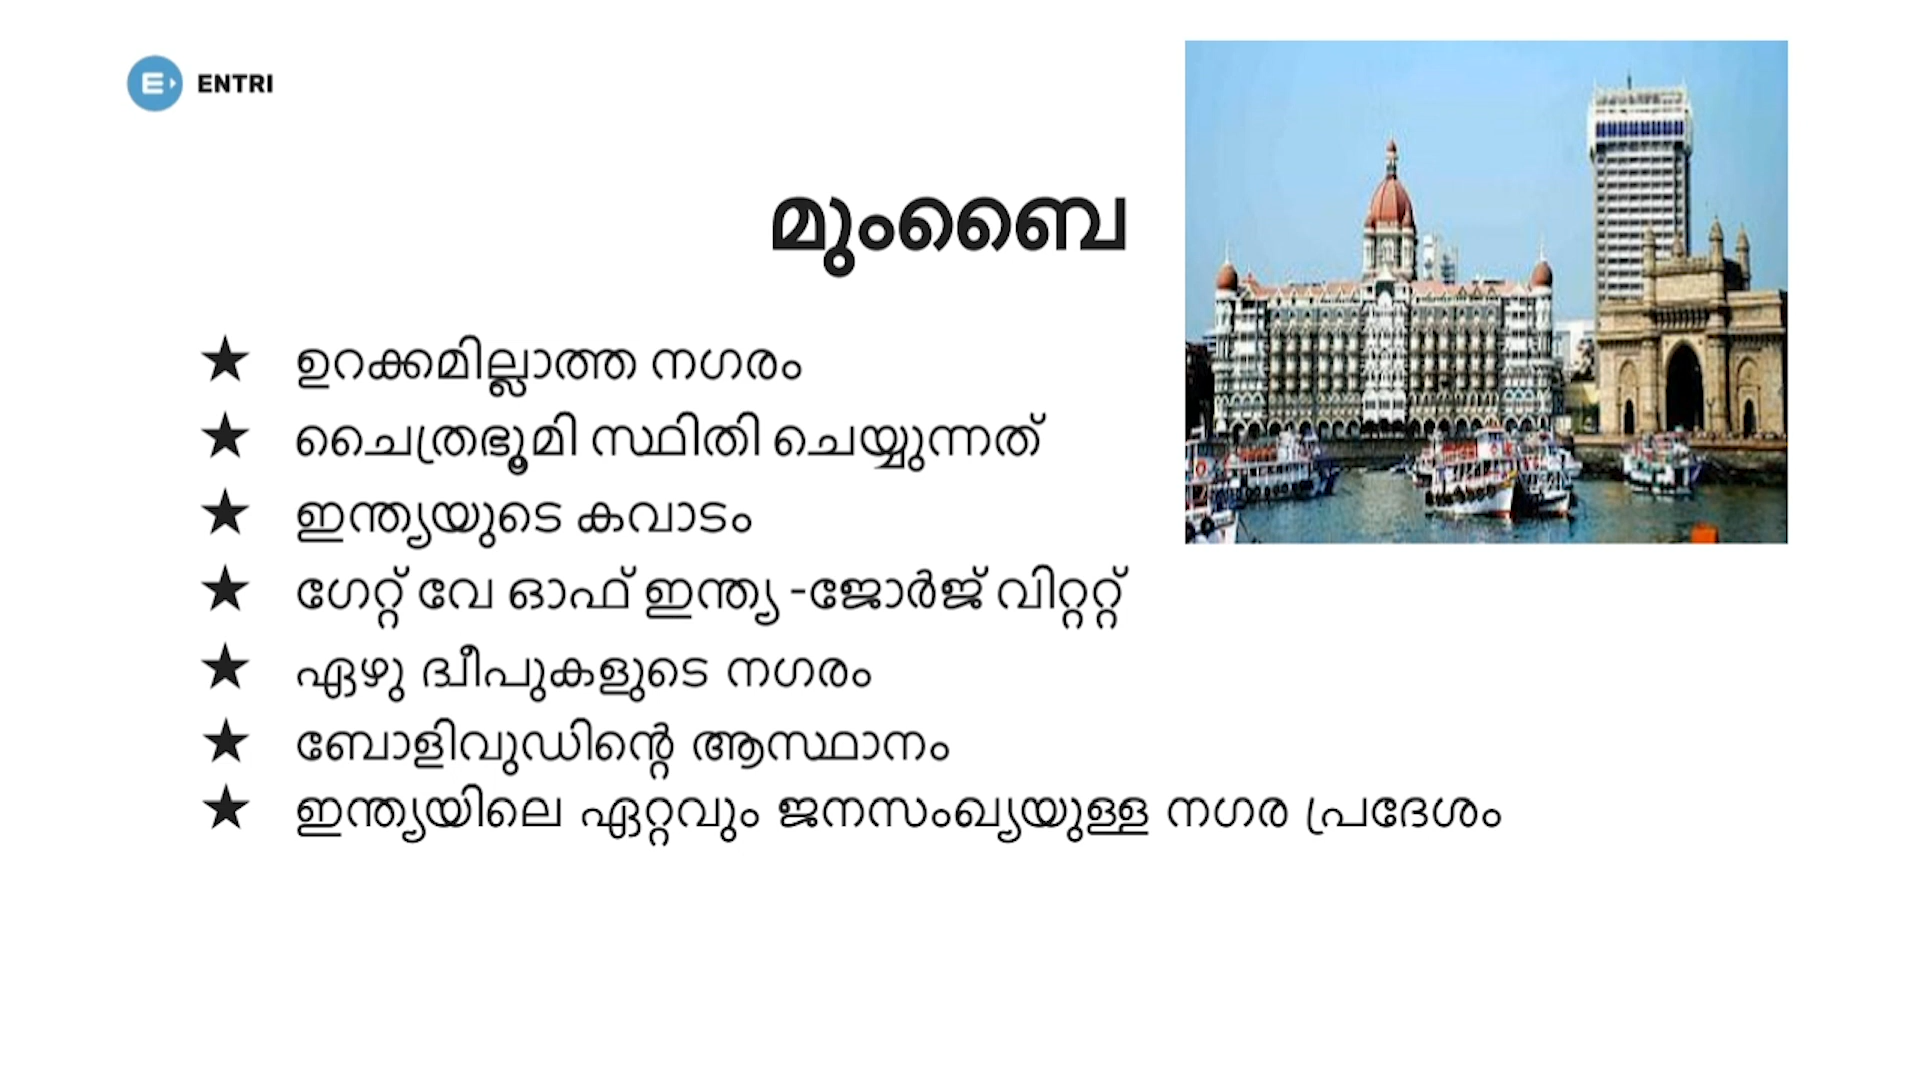 ENTRI
മുംബൈ
★ ഉറക്കമില്ലാത്ത നഗരം
★ ചൈത്രഭൂമി സ്ഥിതി ചെയ്യുന്നത്
★ ഇന്ത്യയുടെ കവാടം
★ ഗേറ്റ് വേ ഓഫ് ഇന്ത്യ -ജോർജ് വിറ്ററ്റ്
★ ഏഴു ദ്വീപുകളുടെ നഗരം
★ ബോളിവുഡിന്റെ ആസ്ഥാനം
★ ഇന്ത്യയിലെ ഏറ്റവും ജനസംഖ്യയുള്ള നഗര പ്രദേശം